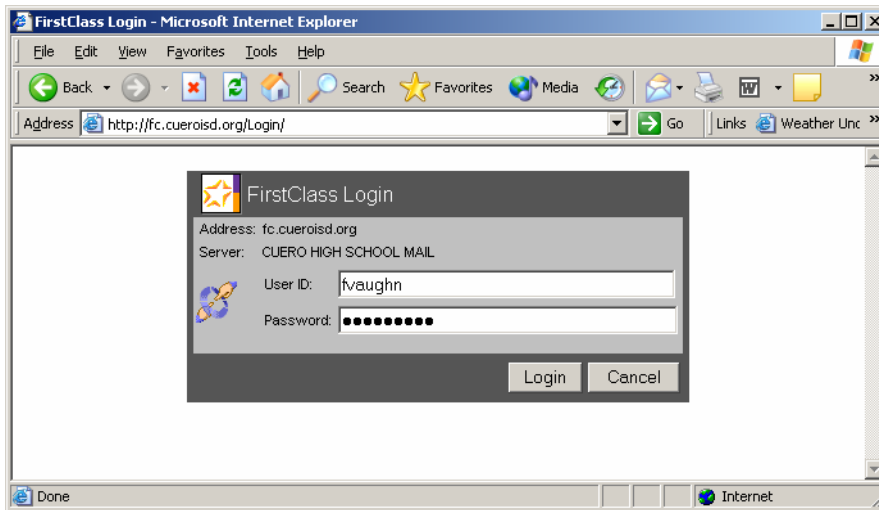 FirstClass Login - Microsoft Internet Explorer
File Edit View Favorites Tools Help
Back Search Favorites Media W »
Address http://fc.cueroisd.org/Login/ Go Links Weather Unc »
FirstClass Login
Address: fc.cueroisd.org
Server: CUERO HIGH SCHOOL MAIL
User ID: fvaughn
Password: ●●●●●●●●●
Login Cancel
Done Internet